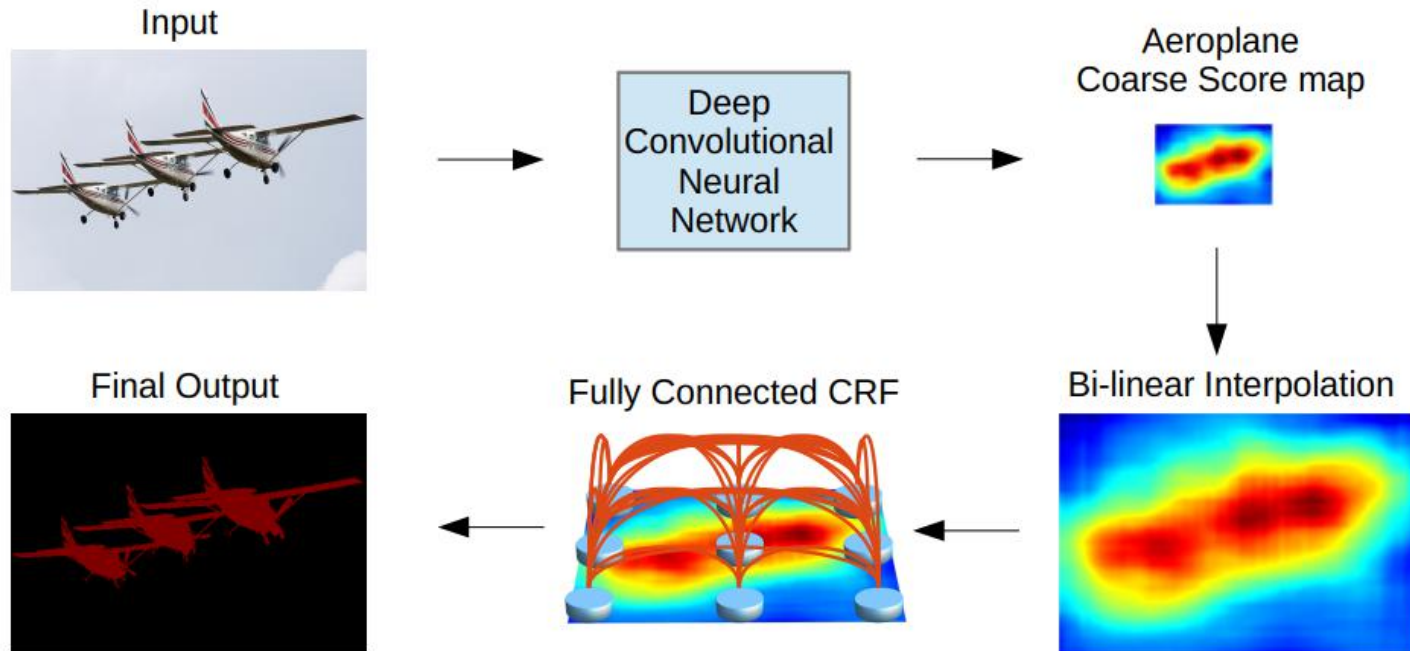 Input
Deep
Convolutional
Neural
Network
Aeroplane
Coarse Score map
Final Output
Fully Connected CRF
Bi-linear Interpolation